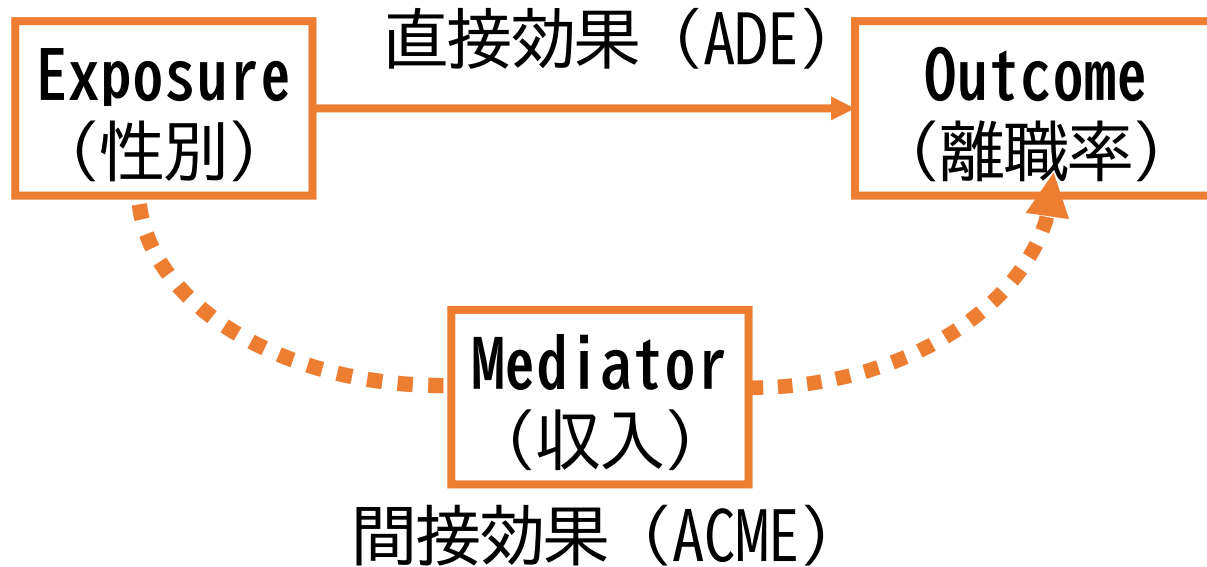 直接効果（ADE）
Exposure
（性別）
Outcome
（離職率）
Mediator
（収入）
間接効果（ACME）